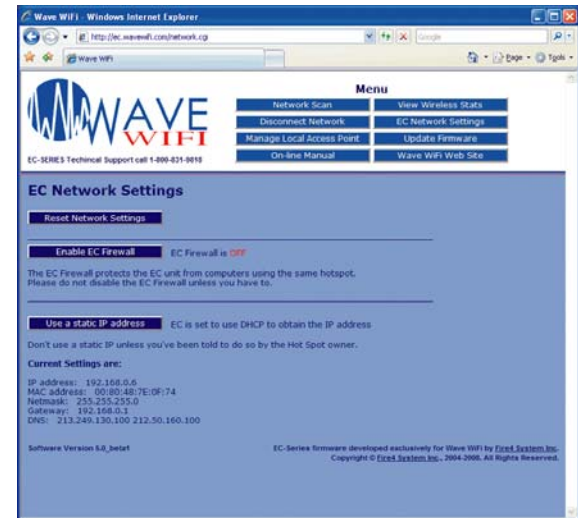 Wave WiFi - Windows Internet Explorer
http://ec.wavewifi.com/network.cgi
Google
Wave WiFi
Page
Tools
WAVE
WIFI
EC-SERIES Techincal Support call 1-800-831-9818
Menu
Network Scan
View Wireless Stats
Disconnect Network
EC Network Settings
Manage Local Access Point
Update Firmware
On-line Manual
Wave WiFi Web Site
EC Network Settings
Reset Network Settings
Enable EC Firewall
EC Firewall is OFF
The EC Firewall protects the EC unit from computers using the same hotspot.
Please do not disable the EC Firewall unless you have to.
Use a static IP address
EC is set to use DHCP to obtain the IP address
Don't use a static IP unless you've been told to do so by the Hot Spot owner.
Current Settings are:
IP address: 192.168.0.6
MAC address: 00:80:48:7E:0F:74
Netmask: 255.255.255.0
Gateway: 192.168.0.1
DNS: 213.249.130.100 212.50.160.100
Software Version 5.0_beta1
EC-Series firmware developed exclusively for Wave WiFi by Fire4 System Inc.
Copyright © Fire4 System Inc., 2004-2008, All Rights Reserved.